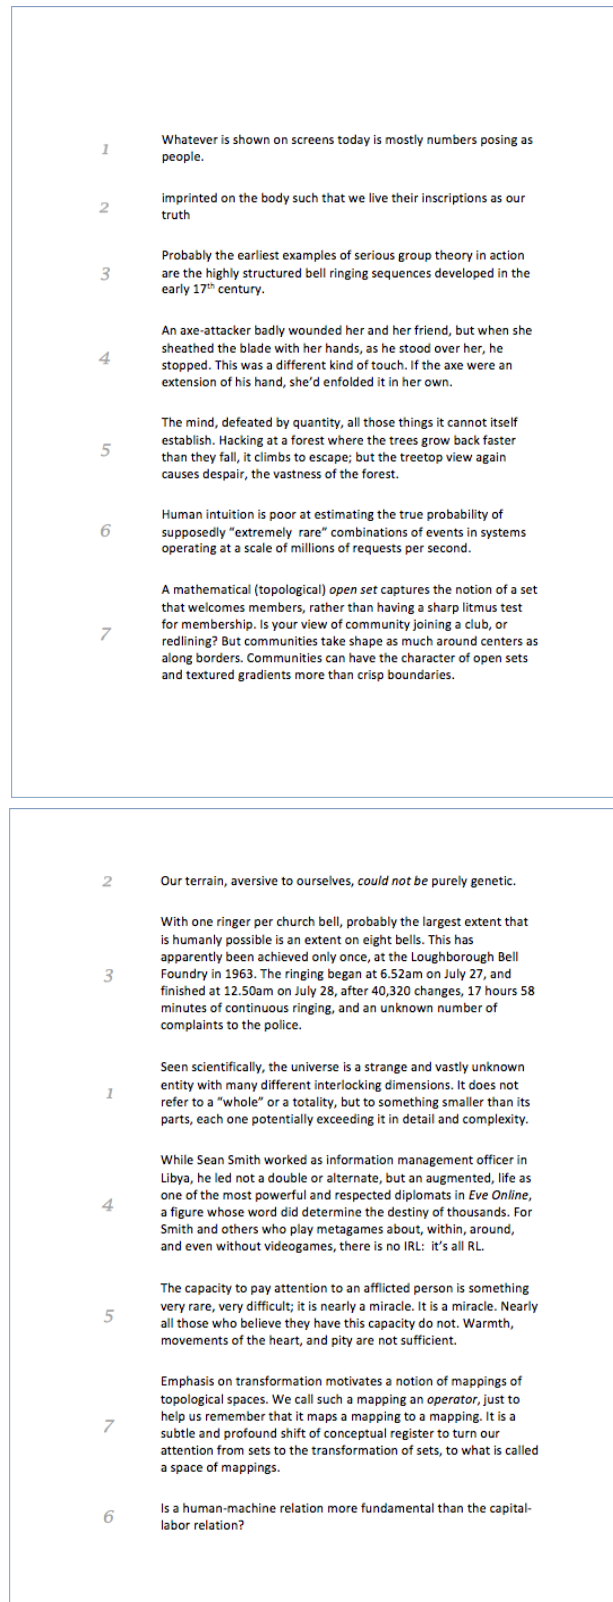 1
Whatever is shown on screens today is mostly numbers posing as
people.
2
imprinted on the body such that we live their inscriptions as our
truth
3
Probably the earliest examples of serious group theory in action
are the highly structured bell ringing sequences developed in the
early 17th century.
4
An axe-attacker badly wounded her and her friend, but when she
sheathed the blade with her hands, as he stood over her, he
stopped. This was a different kind of touch. If the axe were an
extension of his hand, she’d enfolded it in her own.
5
The mind, defeated by quantity, all those things it cannot itself
establish. Hacking at a forest where the trees grow back faster
than they fall, it climbs to escape; but the treetop view again
causes despair, the vastness of the forest.
6
Human intuition is poor at estimating the true probability of
supposedly “extremely  rare” combinations of events in systems
operating at a scale of millions of requests per second.
7
A mathematical (topological) open set captures the notion of a set
that welcomes members, rather than having a sharp litmus test
for membership. Is your view of community joining a club, or
redlining? But communities take shape as much around centers as
along borders. Communities can have the character of open sets
and textured gradients more than crisp boundaries.
2
Our terrain, aversive to ourselves, could not be purely genetic.
3
With one ringer per church bell, probably the largest extent that
is humanly possible is an extent on eight bells. This has
apparently been achieved only once, at the Loughborough Bell
Foundry in 1963. The ringing began at 6.52am on July 27, and
finished at 12.50am on July 28, after 40,320 changes, 17 hours 58
minutes of continuous ringing, and an unknown number of
complaints to the police.
1
Seen scientifically, the universe is a strange and vastly unknown
entity with many different interlocking dimensions. It does not
refer to a “whole” or a totality, but to something smaller than its
parts, each one potentially exceeding it in detail and complexity.
4
While Sean Smith worked as information management officer in
Libya, he led not a double or alternate, but an augmented, life as
one of the most powerful and respected diplomats in Eve Online,
a figure whose word did determine the destiny of thousands. For
Smith and others who play metagames about, within, around,
and even without videogames, there is no IRL:  it’s all RL.
5
The capacity to pay attention to an afflicted person is something
very rare, very difficult; it is nearly a miracle. It is a miracle. Nearly
all those who believe they have this capacity do not. Warmth,
movements of the heart, and pity are not sufficient.
7
Emphasis on transformation motivates a notion of mappings of
topological spaces. We call such a mapping an operator, just to
help us remember that it maps a mapping to a mapping. It is a
subtle and profound shift of conceptual register to turn our
attention from sets to the transformation of sets, to what is called
a space of mappings.
6
Is a human-machine relation more fundamental than the capital-
labor relation?